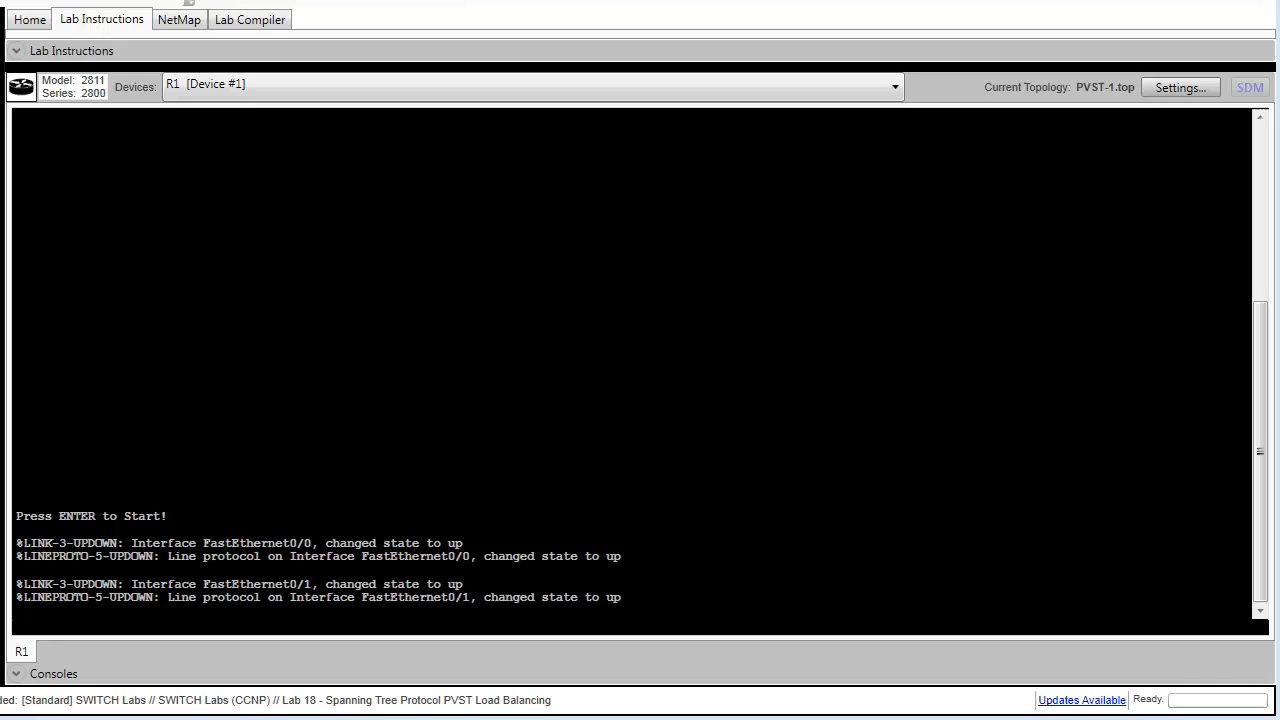 Home Lab Instructions NetMap Lab Compiler
Lab Instructions
Model: 2811
Series: 2800
Devices: R1 [Device #1] Current Topology: PVST-1.top Settings... SDM
Press ENTER to Start!
%LINK-3-UPDOWN: Interface FastEthernet0/0, changed state to up
%LINEPROTO-5-UPDOWN: Line protocol on Interface FastEthernet0/0, changed state to up
%LINK-3-UPDOWN: Interface FastEthernet0/1, changed state to up
%LINEPROTO-5-UPDOWN: Line protocol on Interface FastEthernet0/1, changed state to up
R1
Consoles
ded: [Standard] SWITCH Labs // SWITCH Labs (CCNP) // Lab 18 - Spanning Tree Protocol PVST Load Balancing Updates Available Ready.